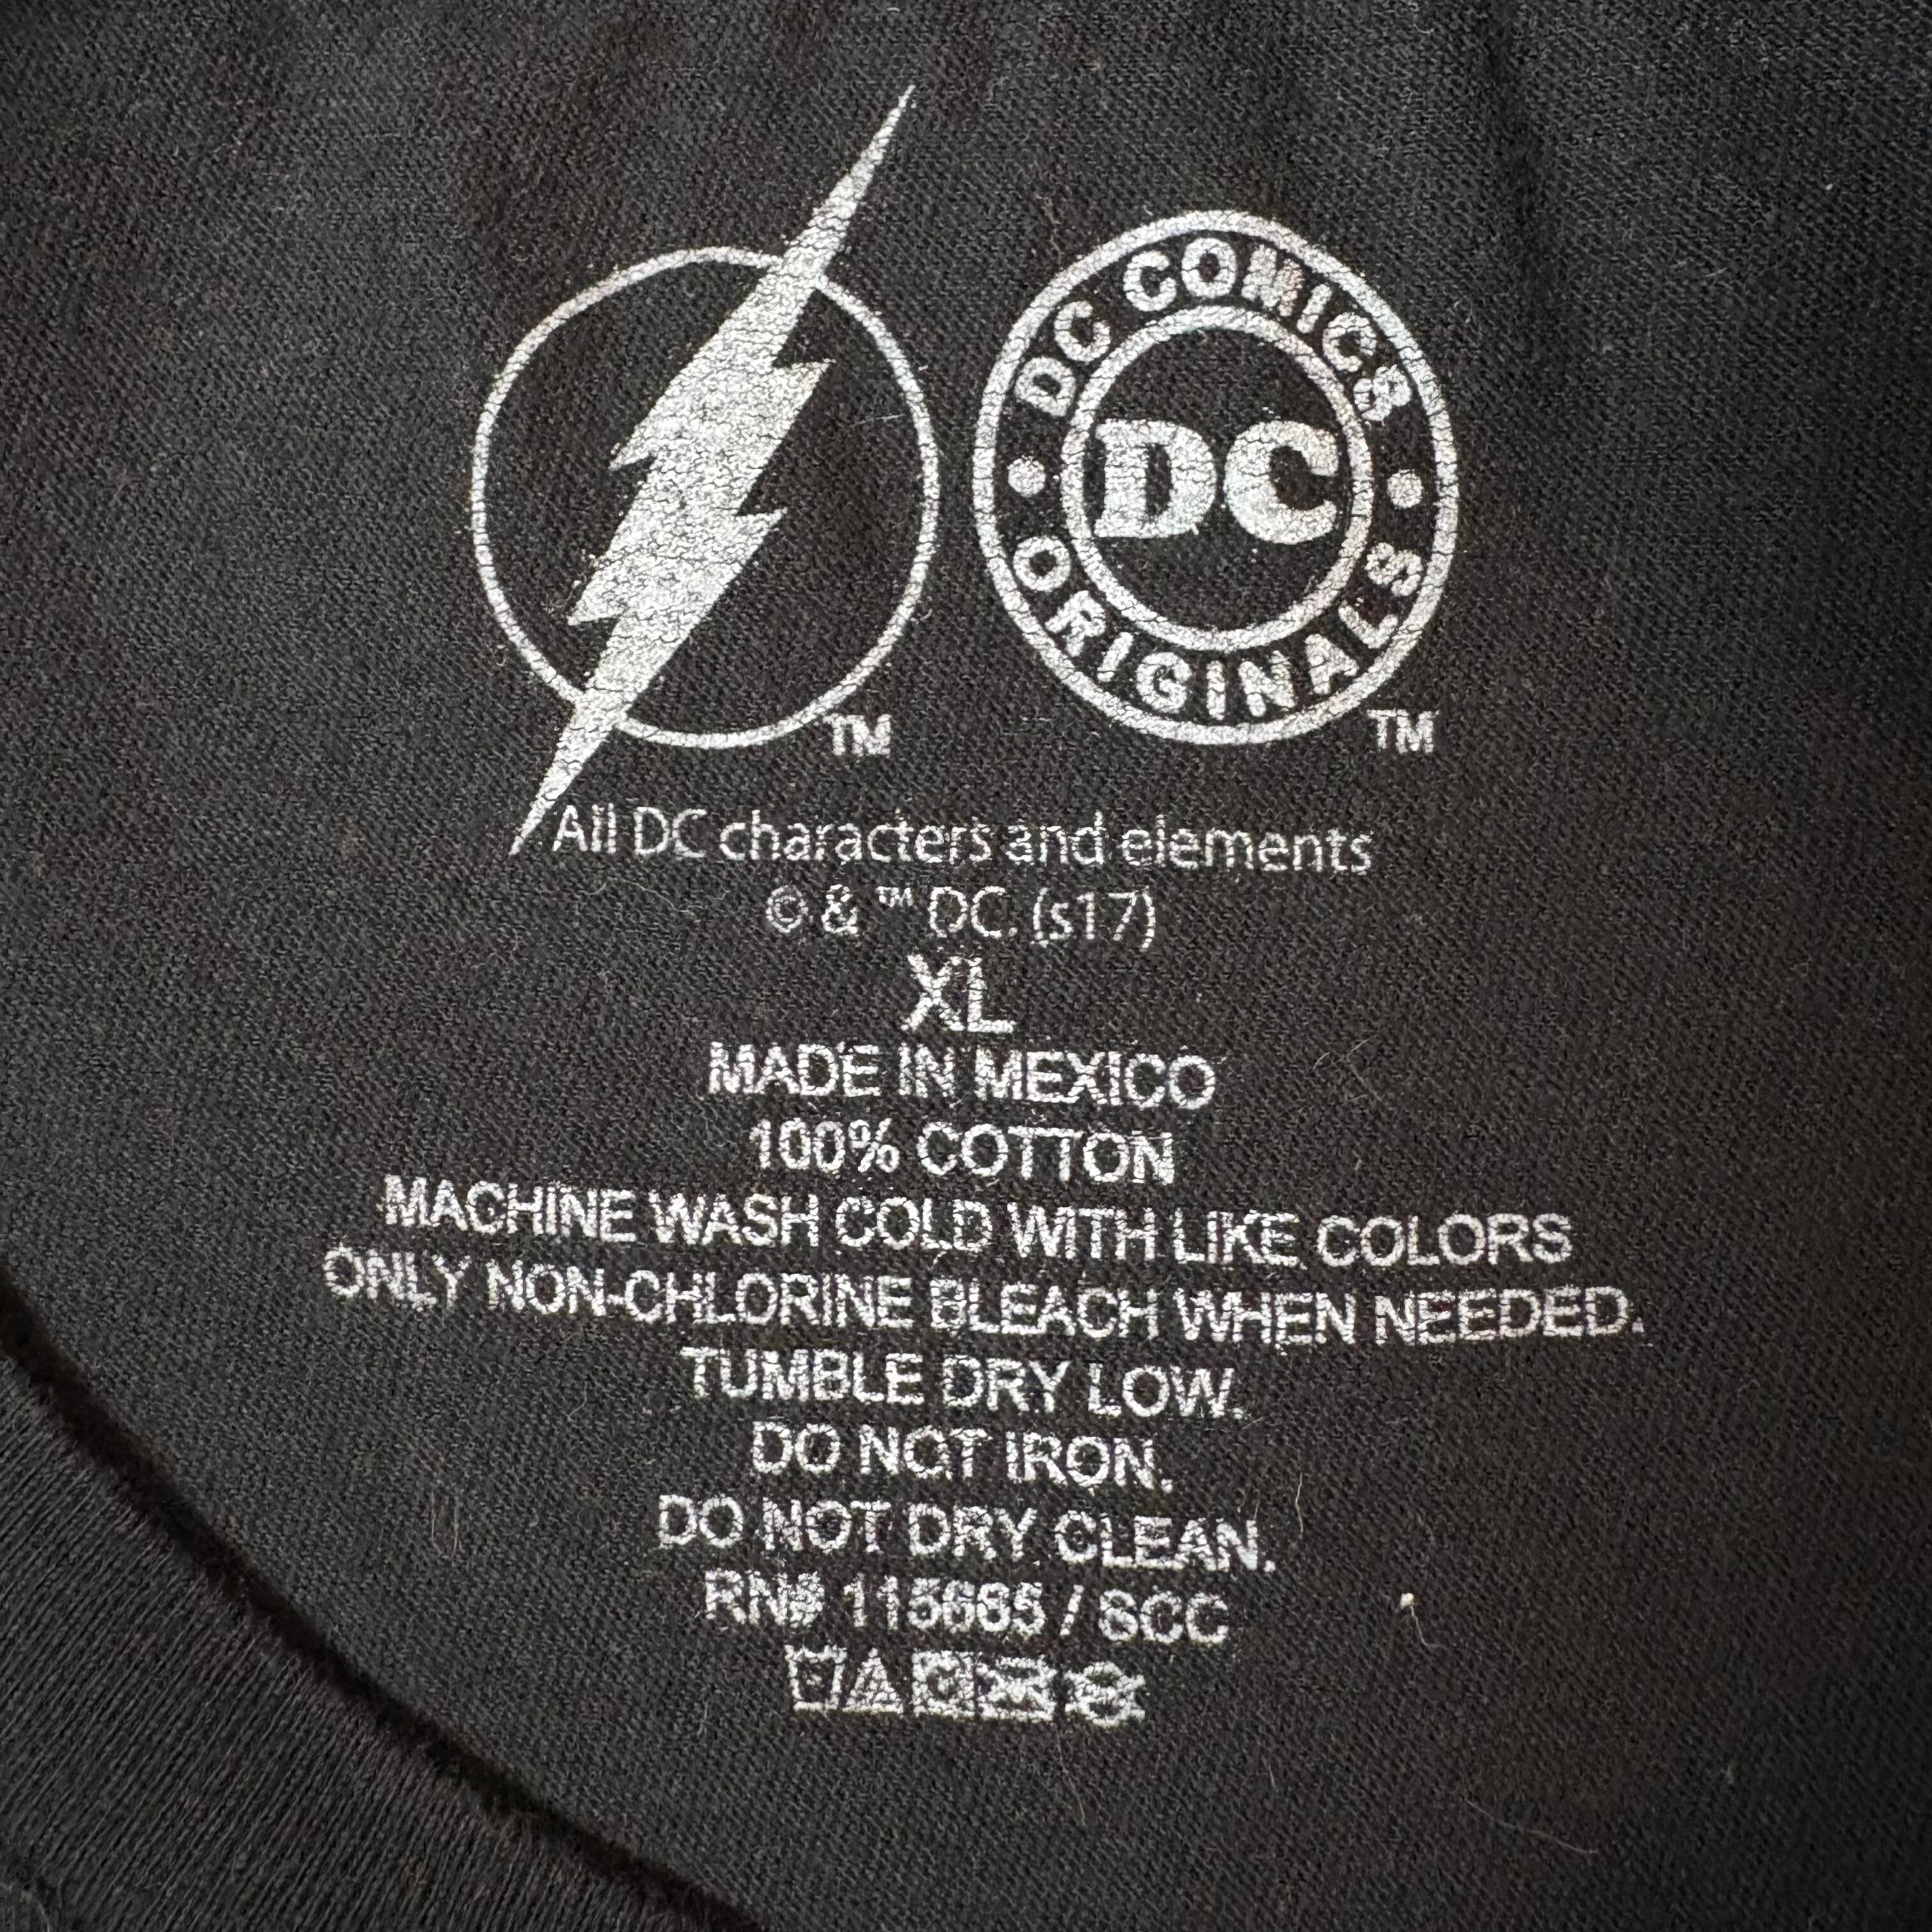 DC COMICS
DC
ORIGINALS
TM
TM
All DC characters and elements
© & ™ DC. (s17)
XL
MADE IN MEXICO
100% COTTON
MACHINE WASH COLD WITH LIKE COLORS
ONLY NON-CHLORINE BLEACH WHEN NEEDED.
TUMBLE DRY LOW.
DO NOT IRON.
DO NOT DRY CLEAN.
RN# 115665 / SCC